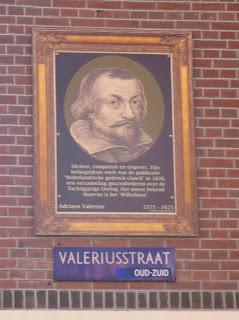 Dichter, componist en uitgever. Zijn
belangrijkste werk was de publicatie
'Nederlandtsche gedenck-clanck' in 1626,
een verzameling geuzenliederen over de
Tachtigjarige Oorlog. Het meest bekend
daarvan is het 'Wilhelmus'.
Adriaen Valerius 1575 - 1625
VALERIUSSTRAAT
OUD-ZUID